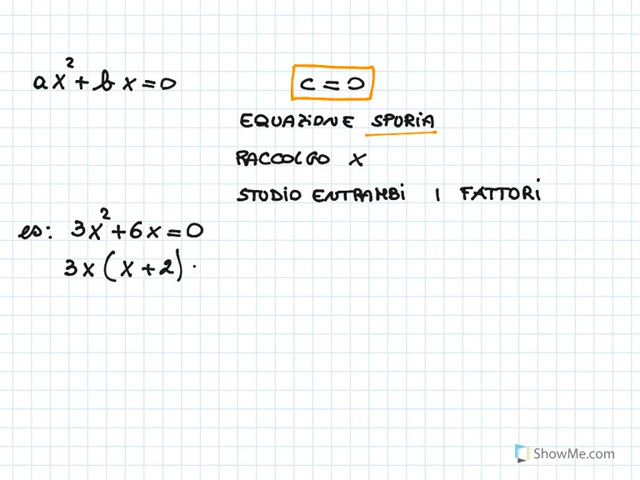 ax²+bx=0
c=0
EQUAZIONE SPURIA
RACCOLGO X
STUDIO ENTRAMBI I FATTORI
es: 3x²+6x=0
3x(x+2)
ShowMe.com